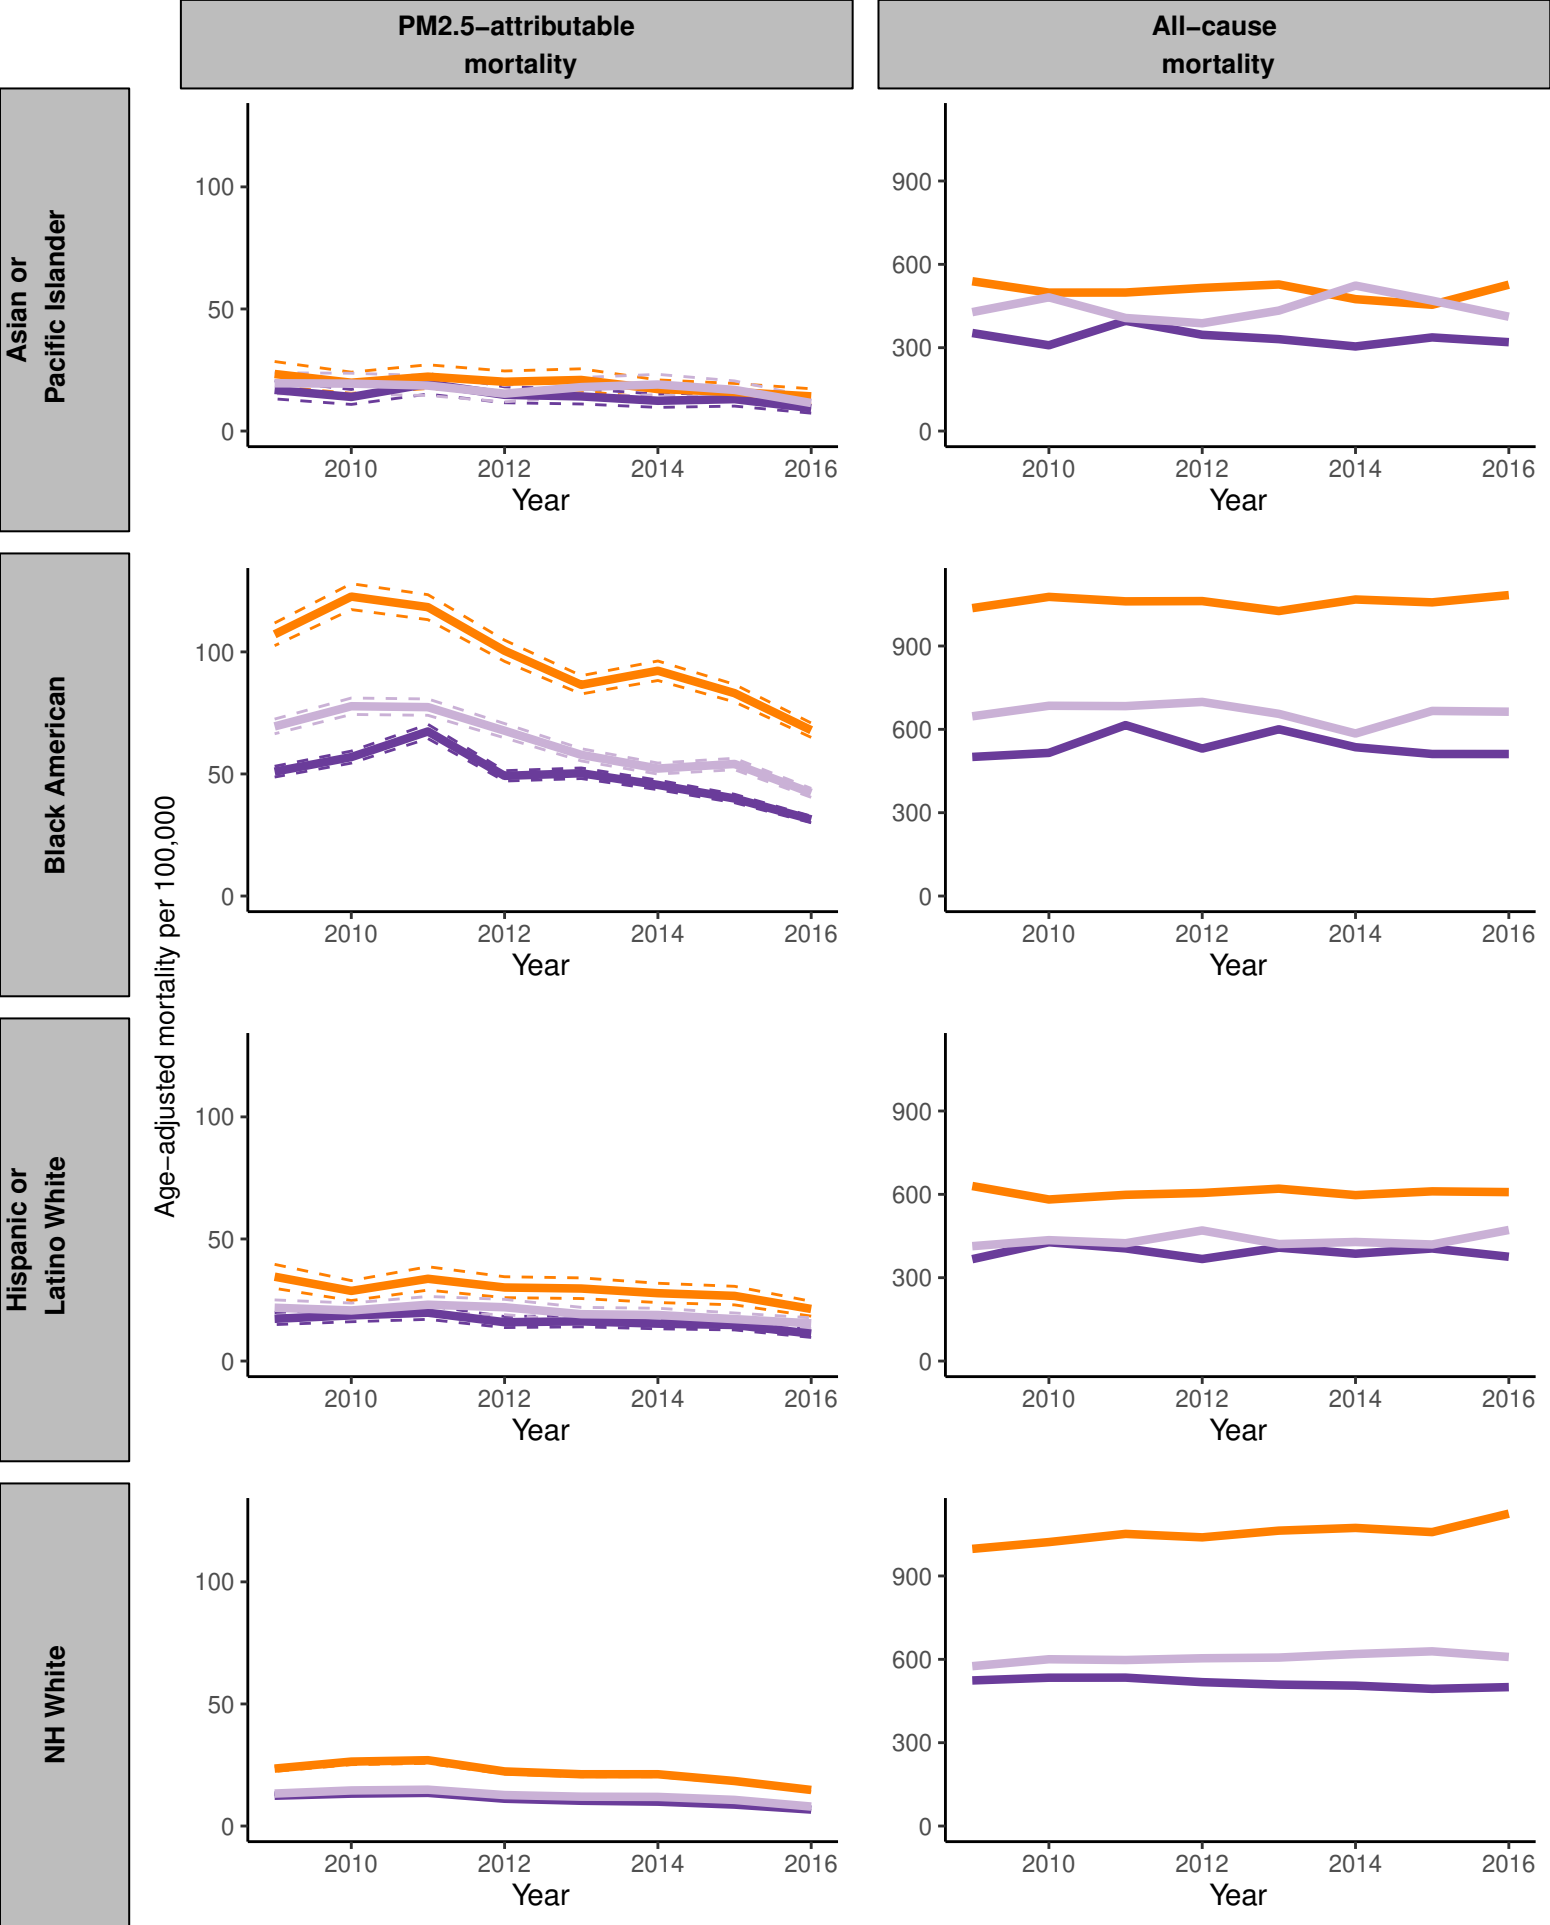 PM2.5−attributable
mortality
All−cause
mortality
Asian or
Pacific Islander
100
50
0
2010 2012 2014 2016
Year
900
600
300
0
2010 2012 2014 2016
Year
Black American
100
50
0
2010 2012 2014 2016
Year
900
600
300
0
2010 2012 2014 2016
Year
Age−adjusted mortality per 100,000
Hispanic or
Latino White
100
50
0
2010 2012 2014 2016
Year
900
600
300
0
2010 2012 2014 2016
Year
NH White
100
50
0
2010 2012 2014 2016
Year
900
600
300
0
2010 2012 2014 2016
Year